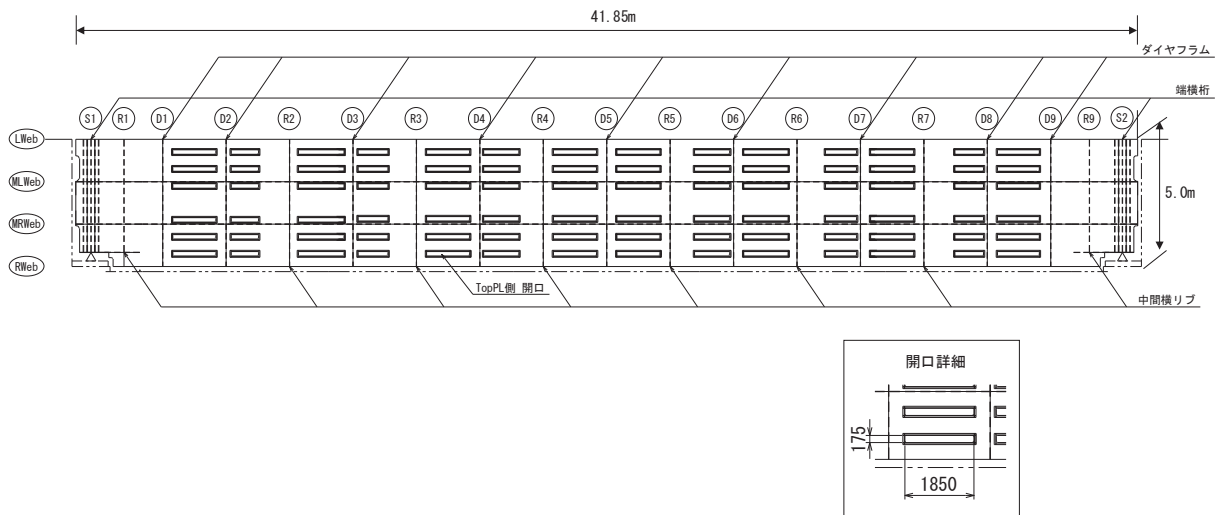 41.85m
ダイヤフラム
端横桁
S1 R1 D1 D2 R2 D3 R3 D4 R4 D5 R5 D6 R6 D7 R7 D8 D9 R9 S2
LWeb
MLWeb
5.0m
MRWeb
RWeb
TopPL側 開口
中間横リブ
開口詳細
175
1850